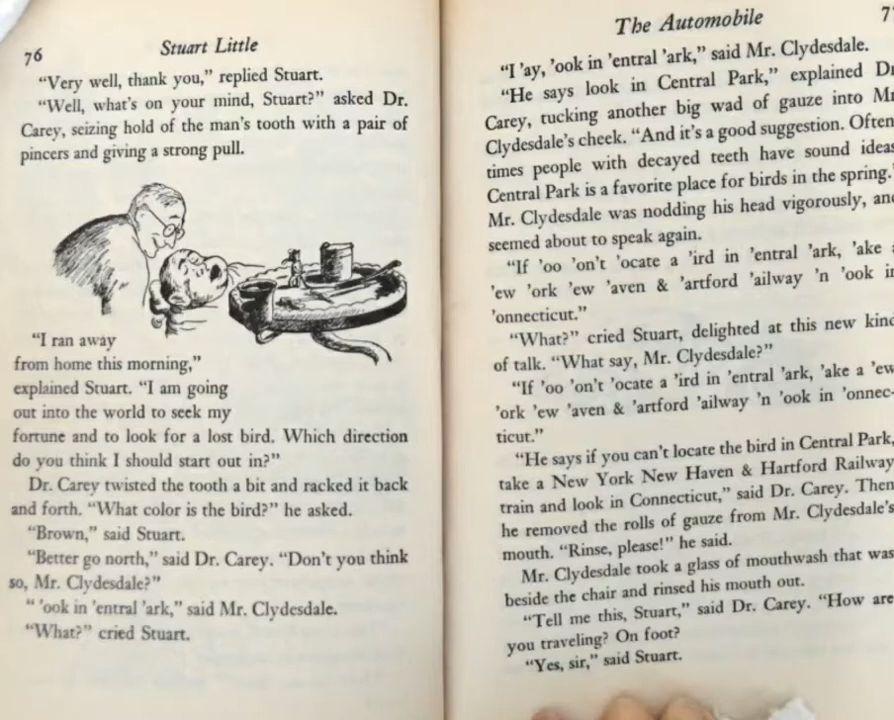 76
Stuart Little
"Very well, thank you," replied Stuart.
"Well, what's on your mind, Stuart?" asked Dr.
Carey, seizing hold of the man's tooth with a pair of
pincers and giving a strong pull.
"I ran away
from home this morning,"
explained Stuart. "I am going
out into the world to seek my
fortune and to look for a lost bird. Which direction
do you think I should start out in?"
Dr. Carey twisted the tooth a bit and racked it back
and forth. "What color is the bird?" he asked.
"Brown," said Stuart.
"Better go north," said Dr. Carey. "Don't you think
so, Mr. Clydesdale?"
" 'ook in 'entral 'ark," said Mr. Clydesdale.
"What?" cried Stuart.
The Automobile
"I 'ay, 'ook in 'entral 'ark," said Mr. Clydesdale.
"He says look in Central Park," explained Dr
Carey, tucking another big wad of gauze into Mr
Clydesdale's cheek. "And it's a good suggestion. Often
times people with decayed teeth have sound ideas
Central Park is a favorite place for birds in the spring."
Mr. Clydesdale was nodding his head vigorously, and
seemed about to speak again.
"If 'oo 'on't 'ocate a 'ird in 'entral 'ark, 'ake a
'ew 'ork 'ew 'aven & 'artford 'ailway 'n 'ook in
'onnecticut."
"What?" cried Stuart, delighted at this new kind
of talk. "What say, Mr. Clydesdale?"
"If 'oo 'on't 'ocate a 'ird in 'entral 'ark, 'ake a 'ew
'ork 'ew 'aven & 'artford 'ailway 'n 'ook in 'onnec-
ticut."
"He says if you can't locate the bird in Central Park,
take a New York New Haven & Hartford Railway
train and look in Connecticut," said Dr. Carey. Then
he removed the rolls of gauze from Mr. Clydesdale's
mouth. "Rinse, please!" he said.
Mr. Clydesdale took a glass of mouthwash that was
beside the chair and rinsed his mouth out.
"Tell me this, Stuart," said Dr. Carey. "How are
you traveling? On foot?
"Yes, sir," said Stuart.